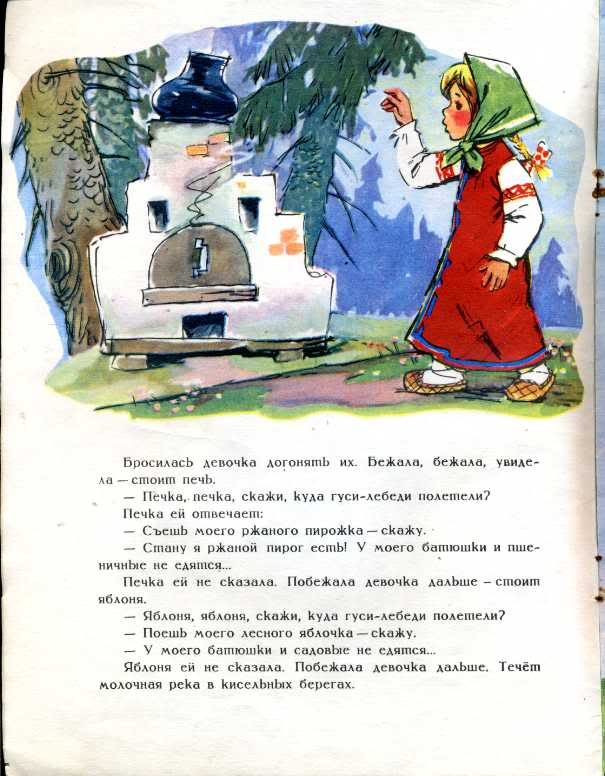 Бросилась девочка догонять их. Бежала, бежала, увиде-
ла — стоит печь.
— Печка, печка, скажи, куда гуси-лебеди полетели?
Печка ей отвечает:
— Съешь моего ржаного пирожка — скажу.
— Стану я ржаной пирог есть! У моего батюшки и пше-
ничные не едятся...
Печка ей не сказала. Побежала девочка дальше — стоит
яблоня.
— Яблоня, яблоня, скажи, куда гуси-лебеди полетели?
— Поешь моего лесного яблочка — скажу.
— У моего батюшки и садовые не едятся...
Яблоня ей не сказала. Побежала девочка дальше. Течёт
молочная река в кисельных берегах.